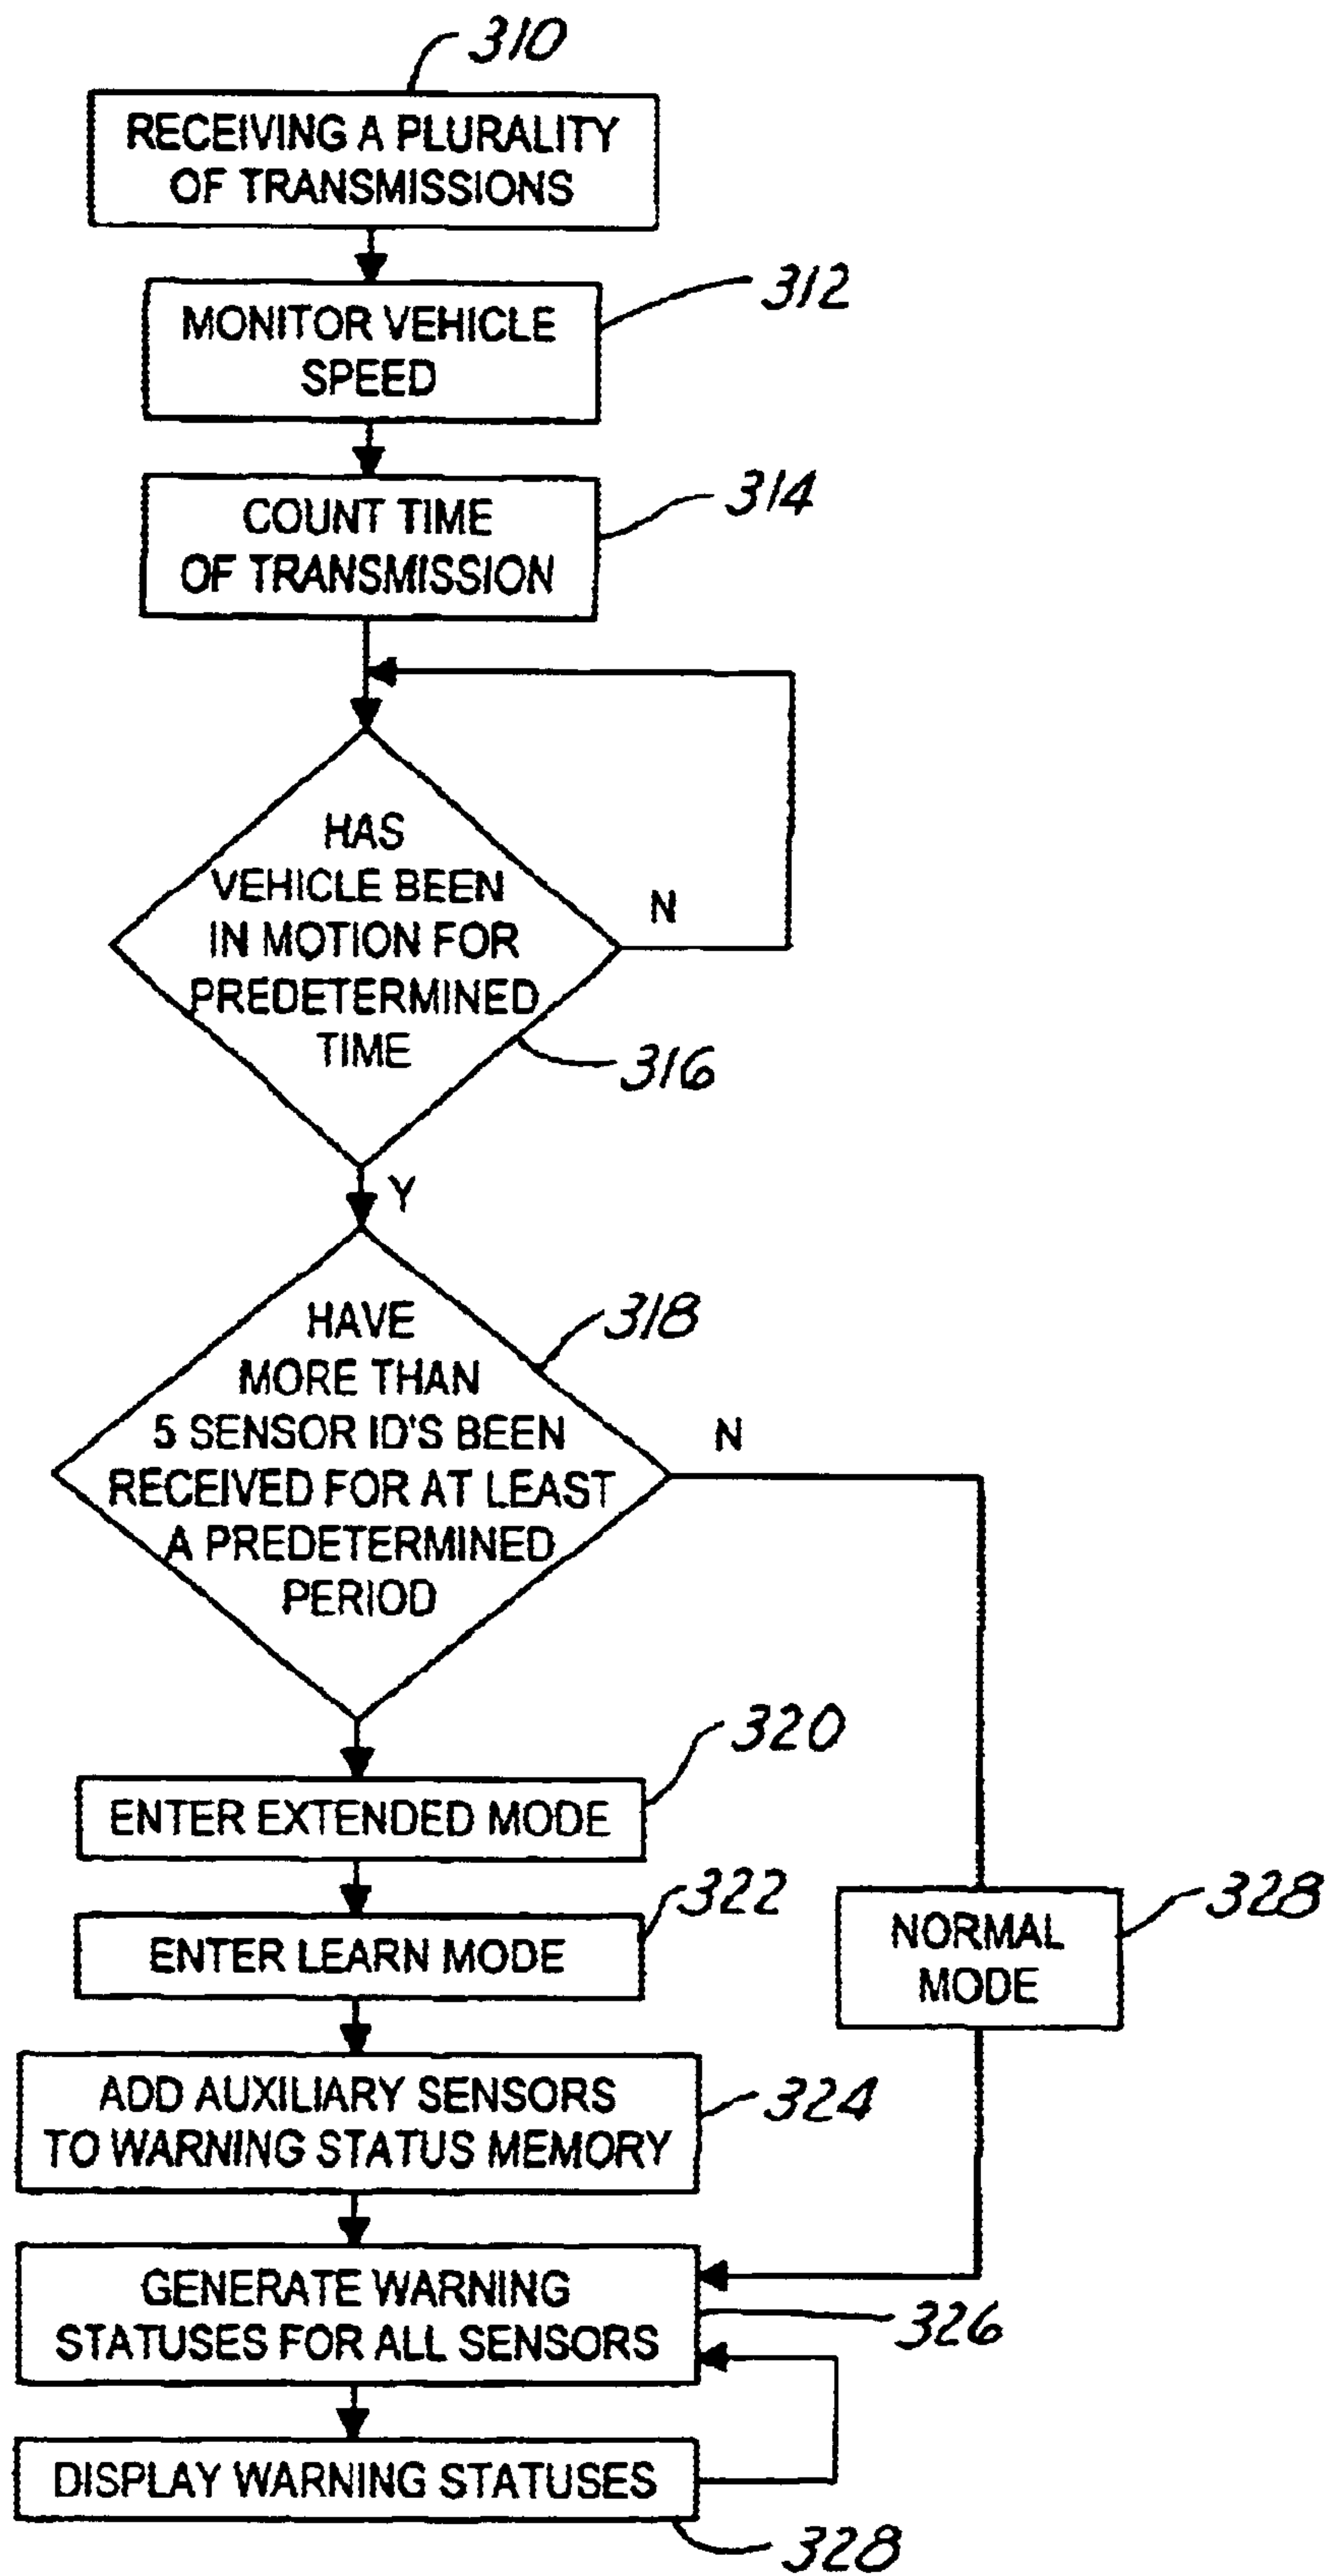 310
RECEIVING A PLURALITY
OF TRANSMISSIONS
312
MONITOR VEHICLE
SPEED
314
COUNT TIME
OF TRANSMISSION
HAS
VEHICLE BEEN
IN MOTION FOR
PREDETERMINED
TIME
N
316
Y
HAVE
MORE THAN
5 SENSOR ID'S BEEN
RECEIVED FOR AT LEAST
A PREDETERMINED
PERIOD
318
N
320
ENTER EXTENDED MODE
322
ENTER LEARN MODE
328
NORMAL
MODE
ADD AUXILIARY SENSORS
TO WARNING STATUS MEMORY
324
GENERATE WARNING
STATUSES FOR ALL SENSORS
326
DISPLAY WARNING STATUSES
328